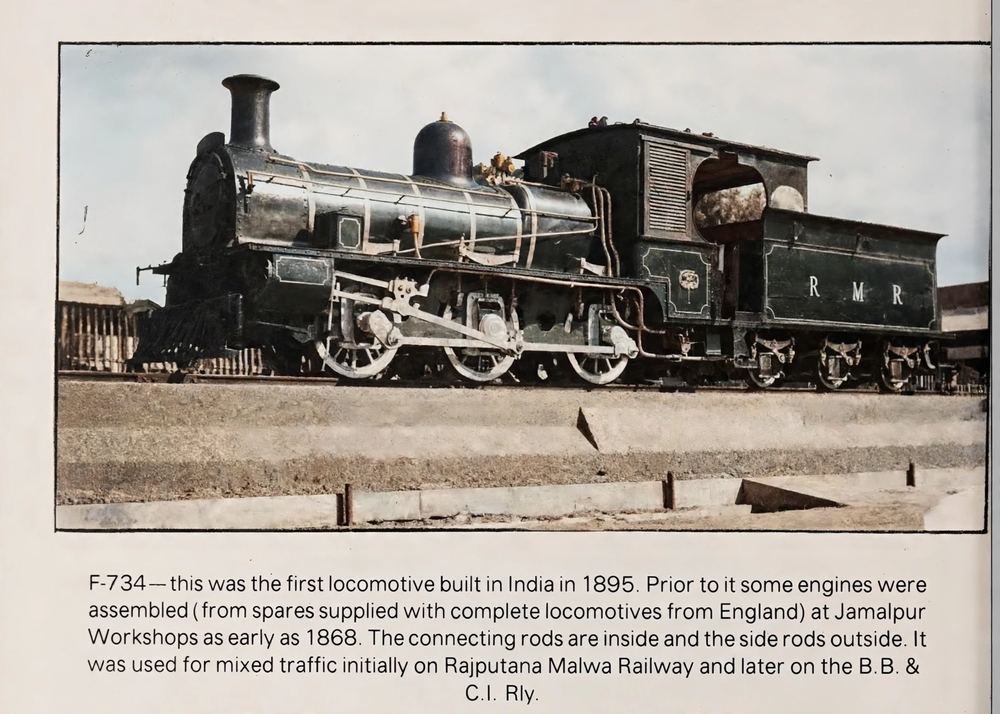 R M R
F-734—this was the first locomotive built in India in 1895. Prior to it some engines were
assembled (from spares supplied with complete locomotives from England) at Jamalpur
Workshops as early as 1868. The connecting rods are inside and the side rods outside. It
was used for mixed traffic initially on Rajputana Malwa Railway and later on the B.B. &
C.I. Rly.